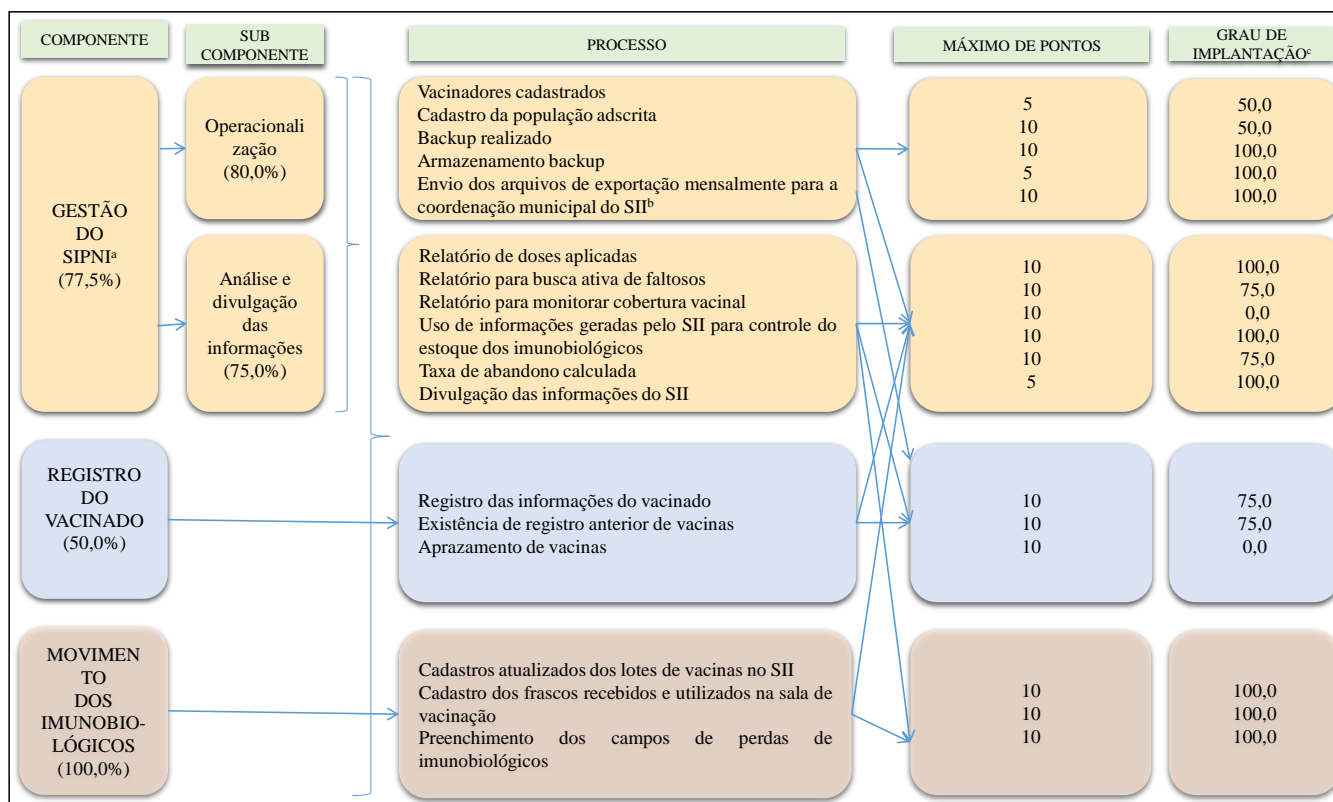 COMPONENTE
SUB
COMPONENTE
PROCESSO
MÁXIMO DE PONTOS
GRAU DE
IMPLANTAÇÃOᶜ
GESTÃO
DO
SIPNIᵃ
(77,5%)
Operacionali
zação
(80,0%)
Vacinadores cadastrados
Cadastro da população adscrita
Backup realizado
Armazenamento backup
Envio dos arquivos de exportação mensalmente para a
coordenação municipal do SIIᵇ
5
10
10
5
10
50,0
50,0
100,0
100,0
100,0
Análise e
divulgação
das
informações
(75,0%)
Relatório de doses aplicadas
Relatório para busca ativa de faltosos
Relatório para monitorar cobertura vacinal
Uso de informações geradas pelo SII para controle do
estoque dos imunobiológicos
Taxa de abandono calculada
Divulgação das informações do SII
10
10
10
10
10
5
100,0
75,0
0,0
100,0
75,0
100,0
REGISTRO
DO
VACINADO
(50,0%)
Registro das informações do vacinado
Existência de registro anterior de vacinas
Aprazamento de vacinas
10
10
10
75,0
75,0
0,0
MOVIMEN
TO
DOS
IMUNOBIO-
LÓGICOS
(100,0%)
Cadastros atualizados dos lotes de vacinas no SII
Cadastro dos frascos recebidos e utilizados na sala de
vacinação
Preenchimento dos campos de perdas de
imunobiológicos
10
10
10
100,0
100,0
100,0